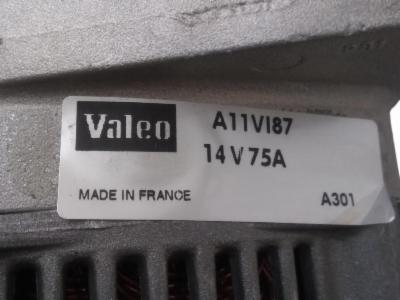 Valeo
A11VI87
14V75A
MADE IN FRANCE
A301